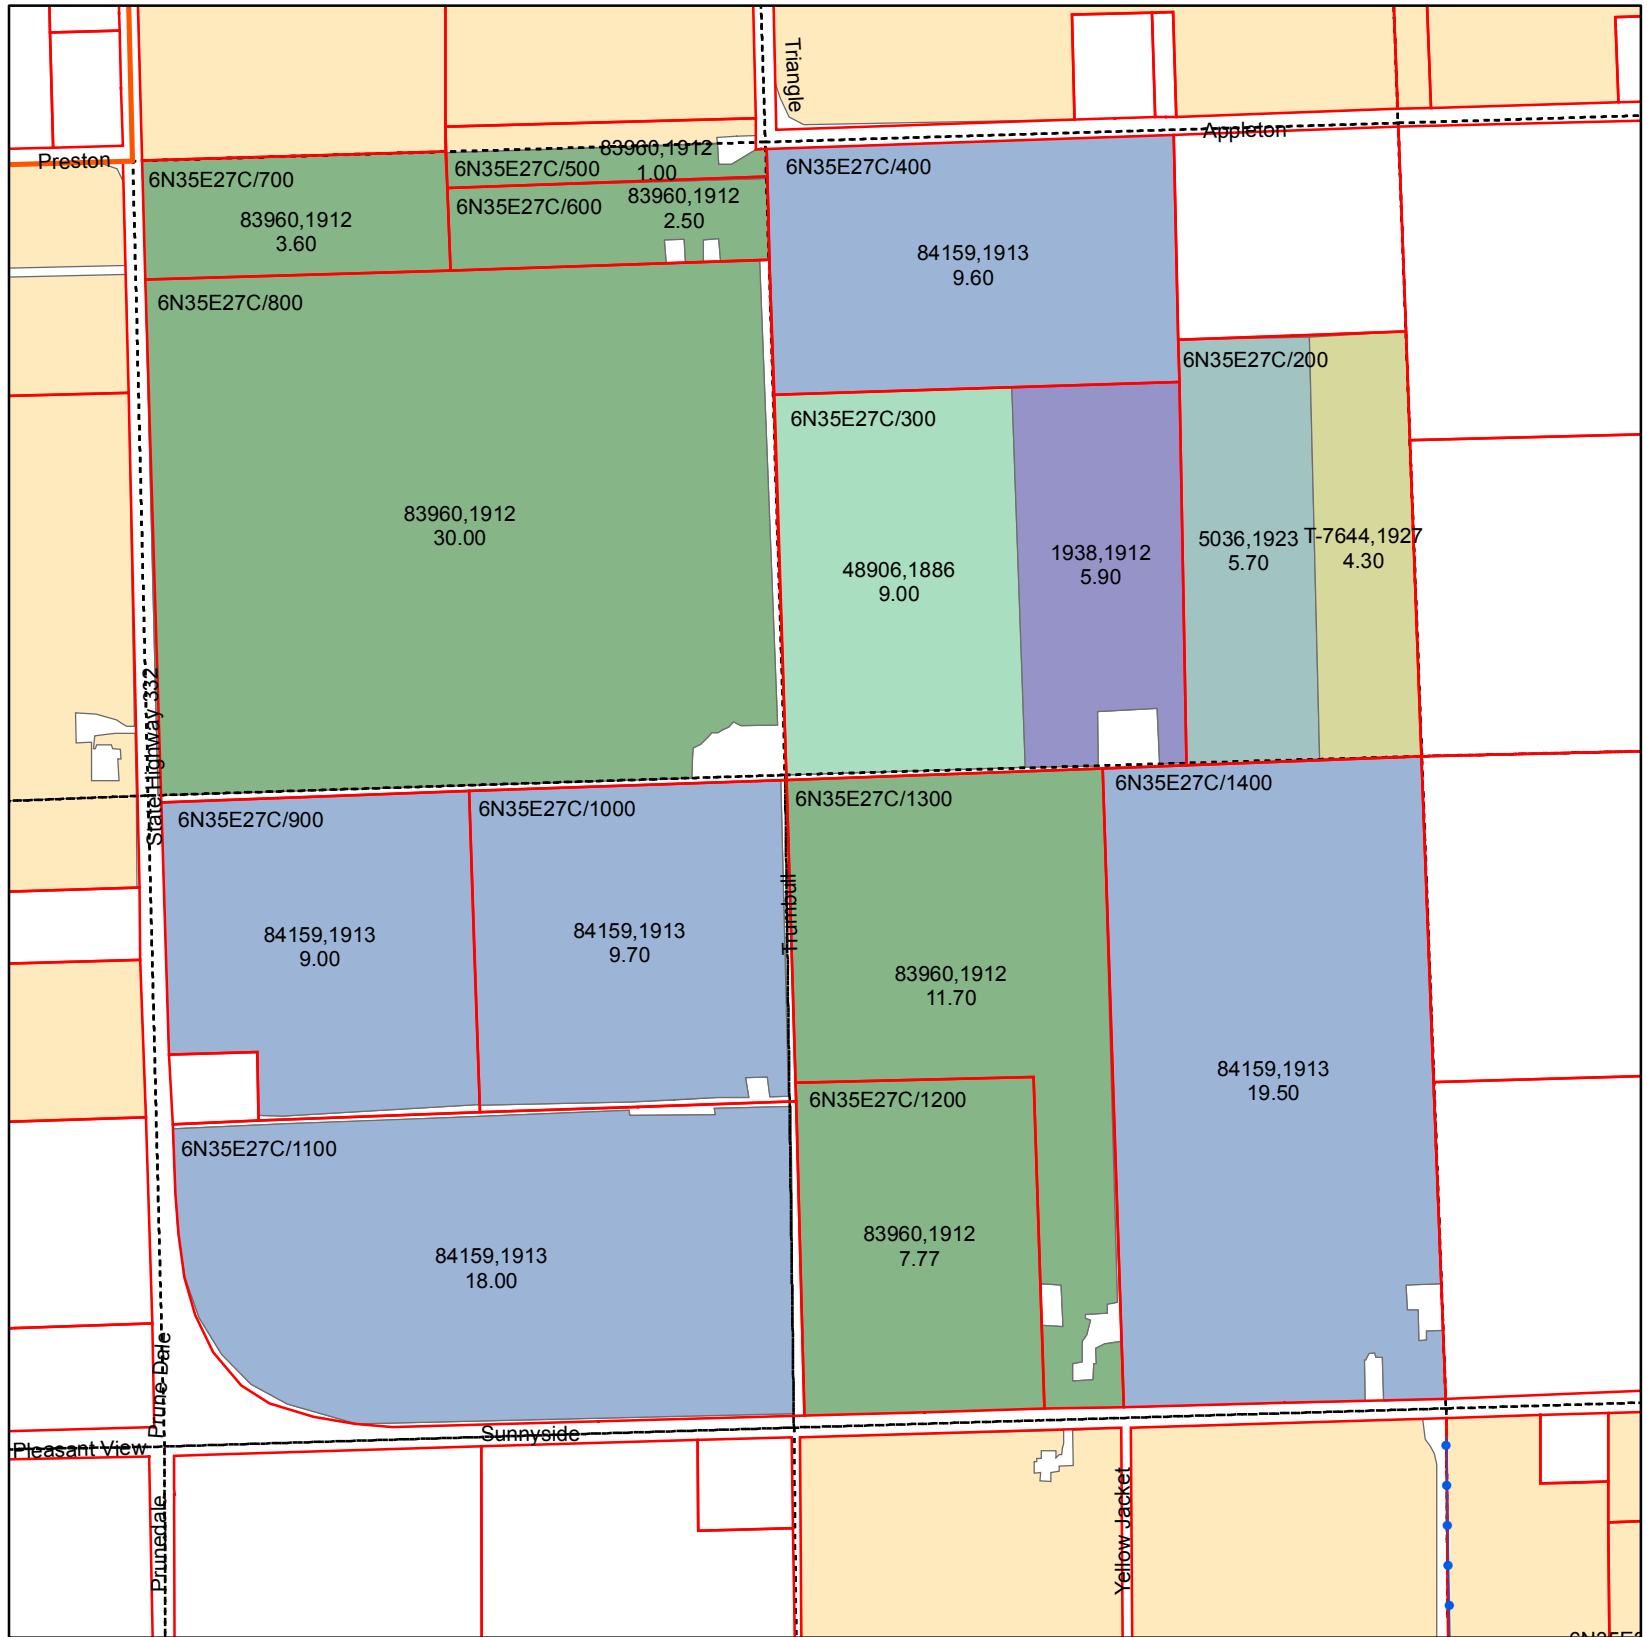 Triangle
Appleton
Preston
6N35E27C/700
83960,1912
3.60
6N35E27C/500
83960,1912
1.00
6N35E27C/600
83960,1912
2.50
6N35E27C/400
84159,1913
9.60
6N35E27C/800
83960,1912
30.00
6N35E27C/300
48906,1886
9.00
1938,1912
5.90
6N35E27C/200
5036,1923
5.70
T-7644,1927
4.30
State Highway 332
6N35E27C/900
84159,1913
9.00
6N35E27C/1000
84159,1913
9.70
Trumbull
6N35E27C/1300
83960,1912
11.70
6N35E27C/1400
84159,1913
19.50
6N35E27C/1100
84159,1913
18.00
6N35E27C/1200
83960,1912
7.77
Prune Dale
Pleasant View
Sunnyside
Prunedale
Yellow Jacket